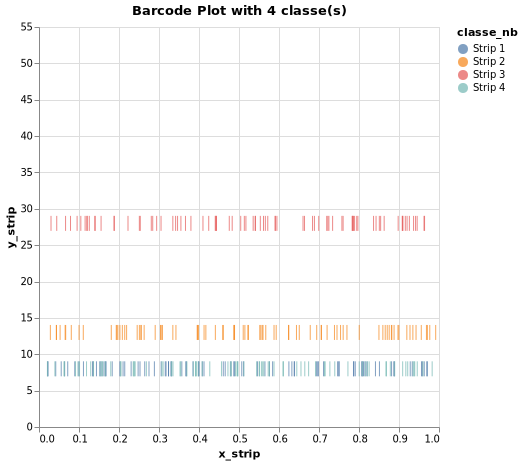 Barcode Plot with 4 classe(s)
classe_nb
Strip 1
Strip 2
Strip 3
Strip 4
y_strip
55
50
45
40
35
30
25
20
15
10
5
0
0.0 0.1 0.2 0.3 0.4 0.5 0.6 0.7 0.8 0.9 1.0
x_strip